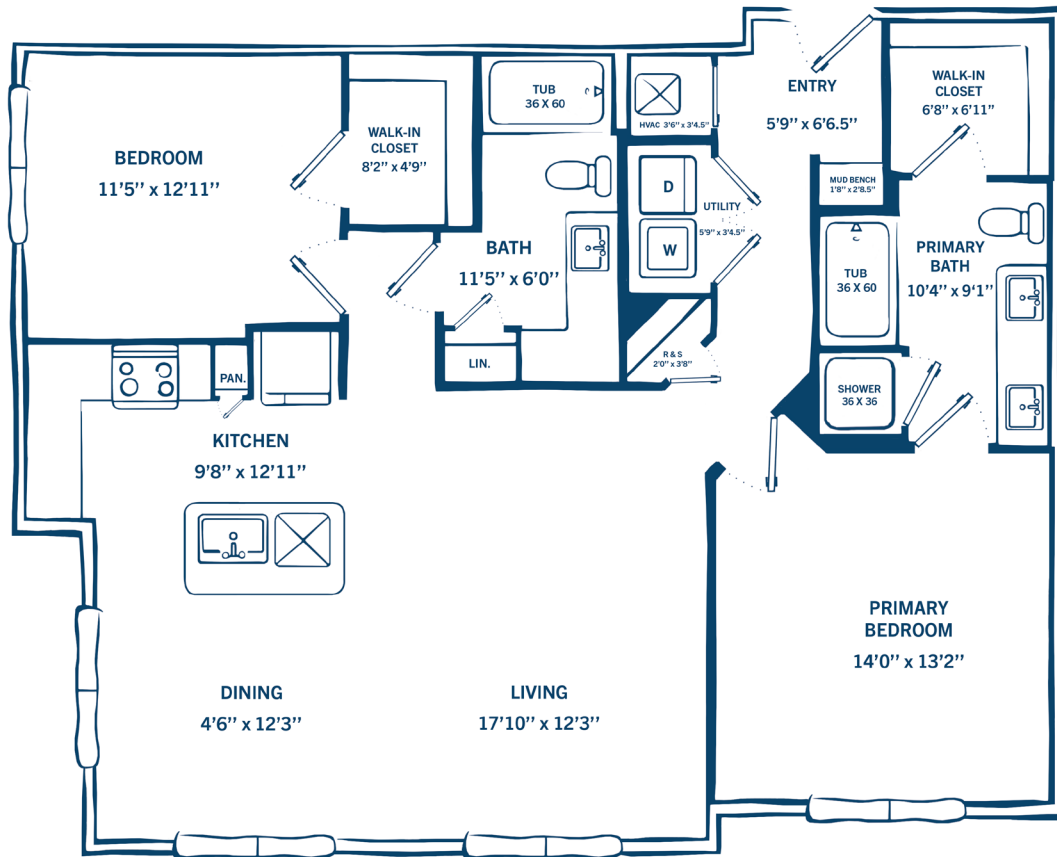 BEDROOM
11'5'' x 12'11''
WALK-IN
CLOSET
8'2'' x 4'9''
TUB
36 X 60
BATH
11'5'' x 6'0''
LIN.
HVAC 3'6'' x 3'4.5''
D
W
UTILITY
5'9'' x 3'4.5''
R & S
2'0'' x 3'8''
ENTRY
5'9'' x 6'6.5''
MUD BENCH
1'8'' x 2'8.5''
WALK-IN
CLOSET
6'8'' x 6'11''
PRIMARY
BATH
10'4'' x 9‘1’’
TUB
36 X 60
SHOWER
36 X 36
PAN.
KITCHEN
9'8'' x 12'11''
DINING
4'6'' x 12'3''
LIVING
17'10'' x 12'3''
PRIMARY
BEDROOM
14'0'' x 13'2''